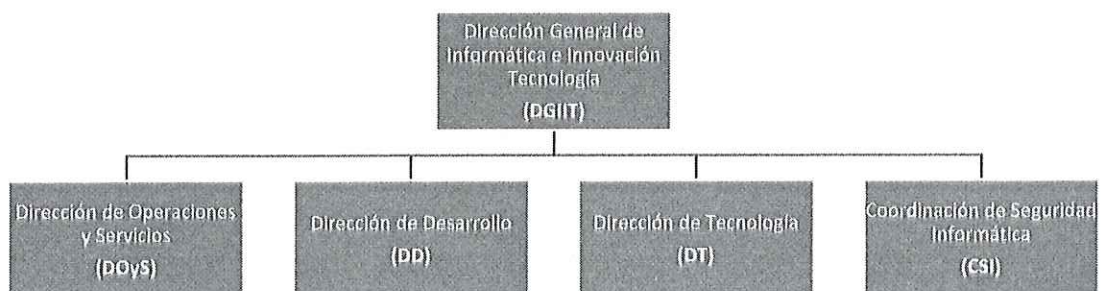 Dirección General de
Informática e Innovación
Tecnología
(DGIIT)
Dirección de Operaciones
y Servicios
(DOyS)
Dirección de Desarrollo
(DD)
Dirección de Tecnología
(DT)
Coordinación de Seguridad
Informática
(CSI)